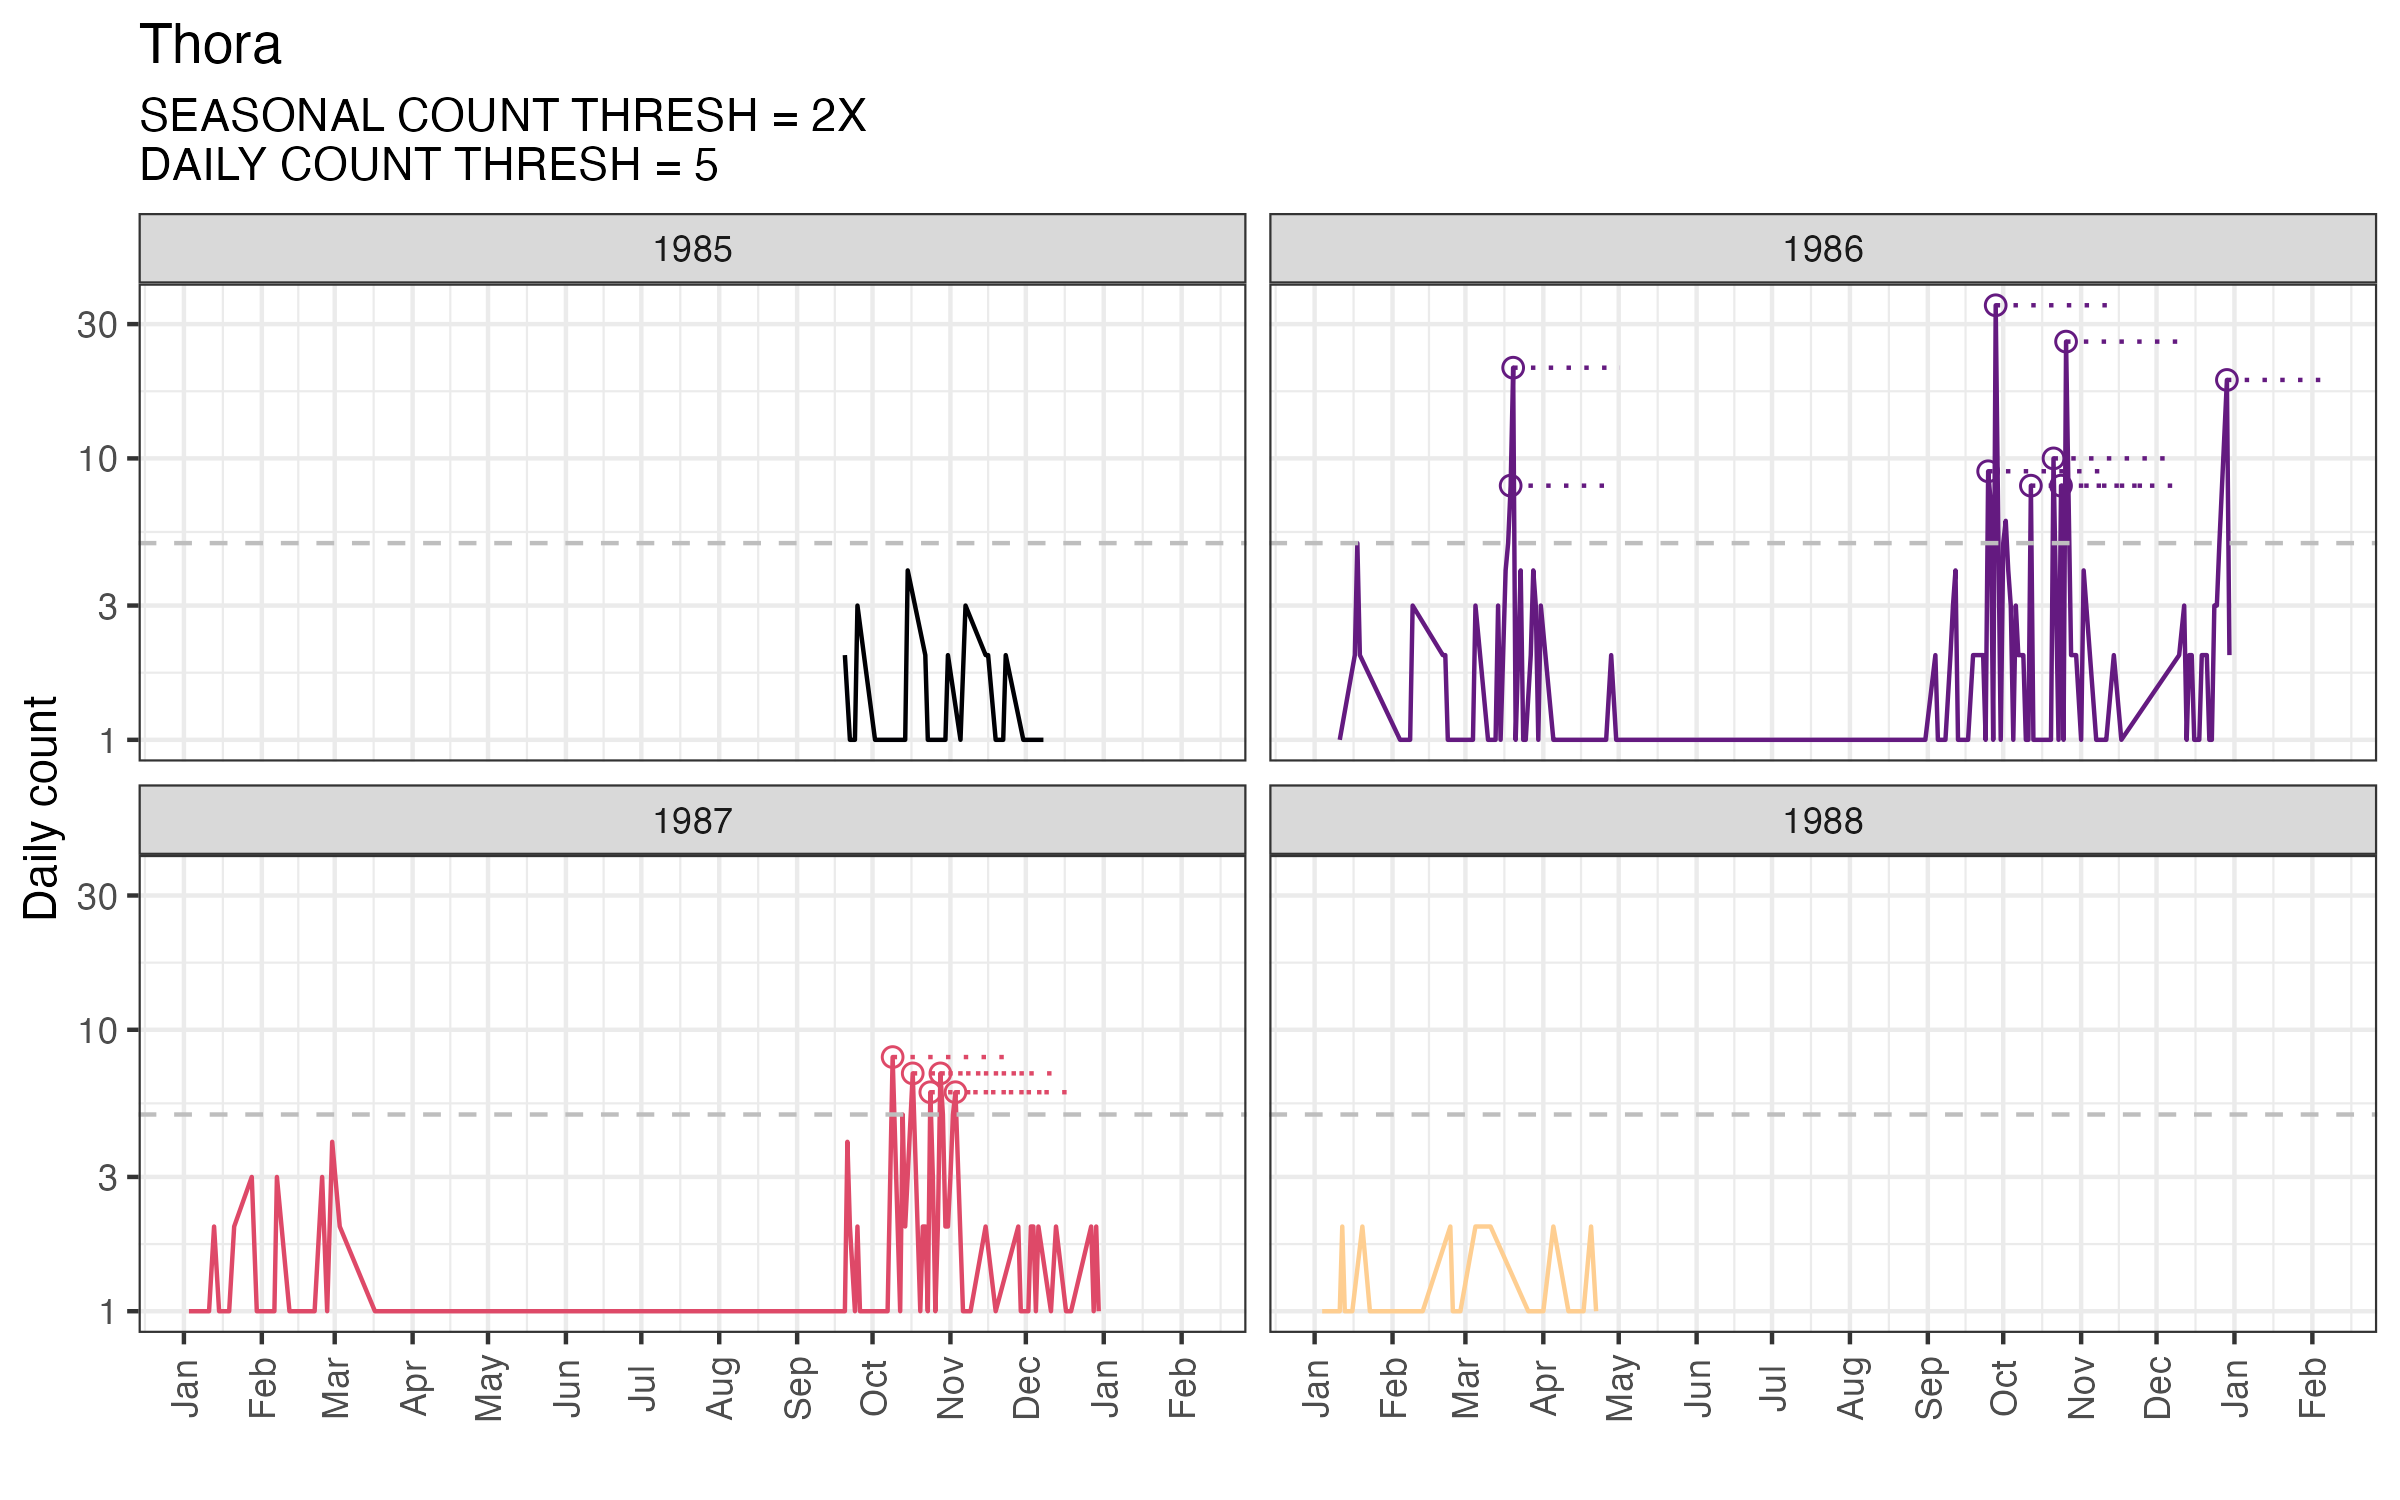 Thora
SEASONAL COUNT THRESH = 2X
DAILY COUNT THRESH = 5
1985
1986
30
10
3
1
1987
1988
30
10
3
1
Daily count
Jan Feb Mar Apr May Jun Jul Aug Sep Oct Nov Dec Jan Feb
Jan Feb Mar Apr May Jun Jul Aug Sep Oct Nov Dec Jan Feb